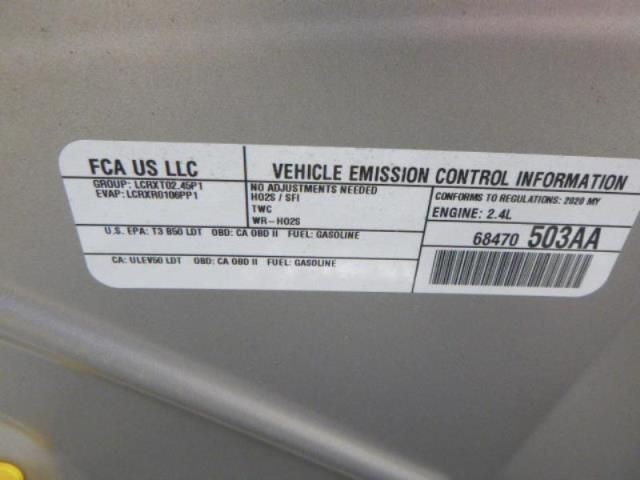 FCA US LLC
GROUP: LCRXT02.45P1
EVAP: LCRXR0106PP1
VEHICLE EMISSION CONTROL INFORMATION
NO ADJUSTMENTS NEEDED
HO2S / SFI
TWC
WR-HO2S
CONFORMS TO REGULATIONS: 2020 MY
ENGINE: 2.4L
U.S. EPA: T3 B50 LDT OBD: CA OBD II FUEL: GASOLINE
68470 503AA
CA: ULEV50 LDT OBD: CA OBD II FUEL: GASOLINE